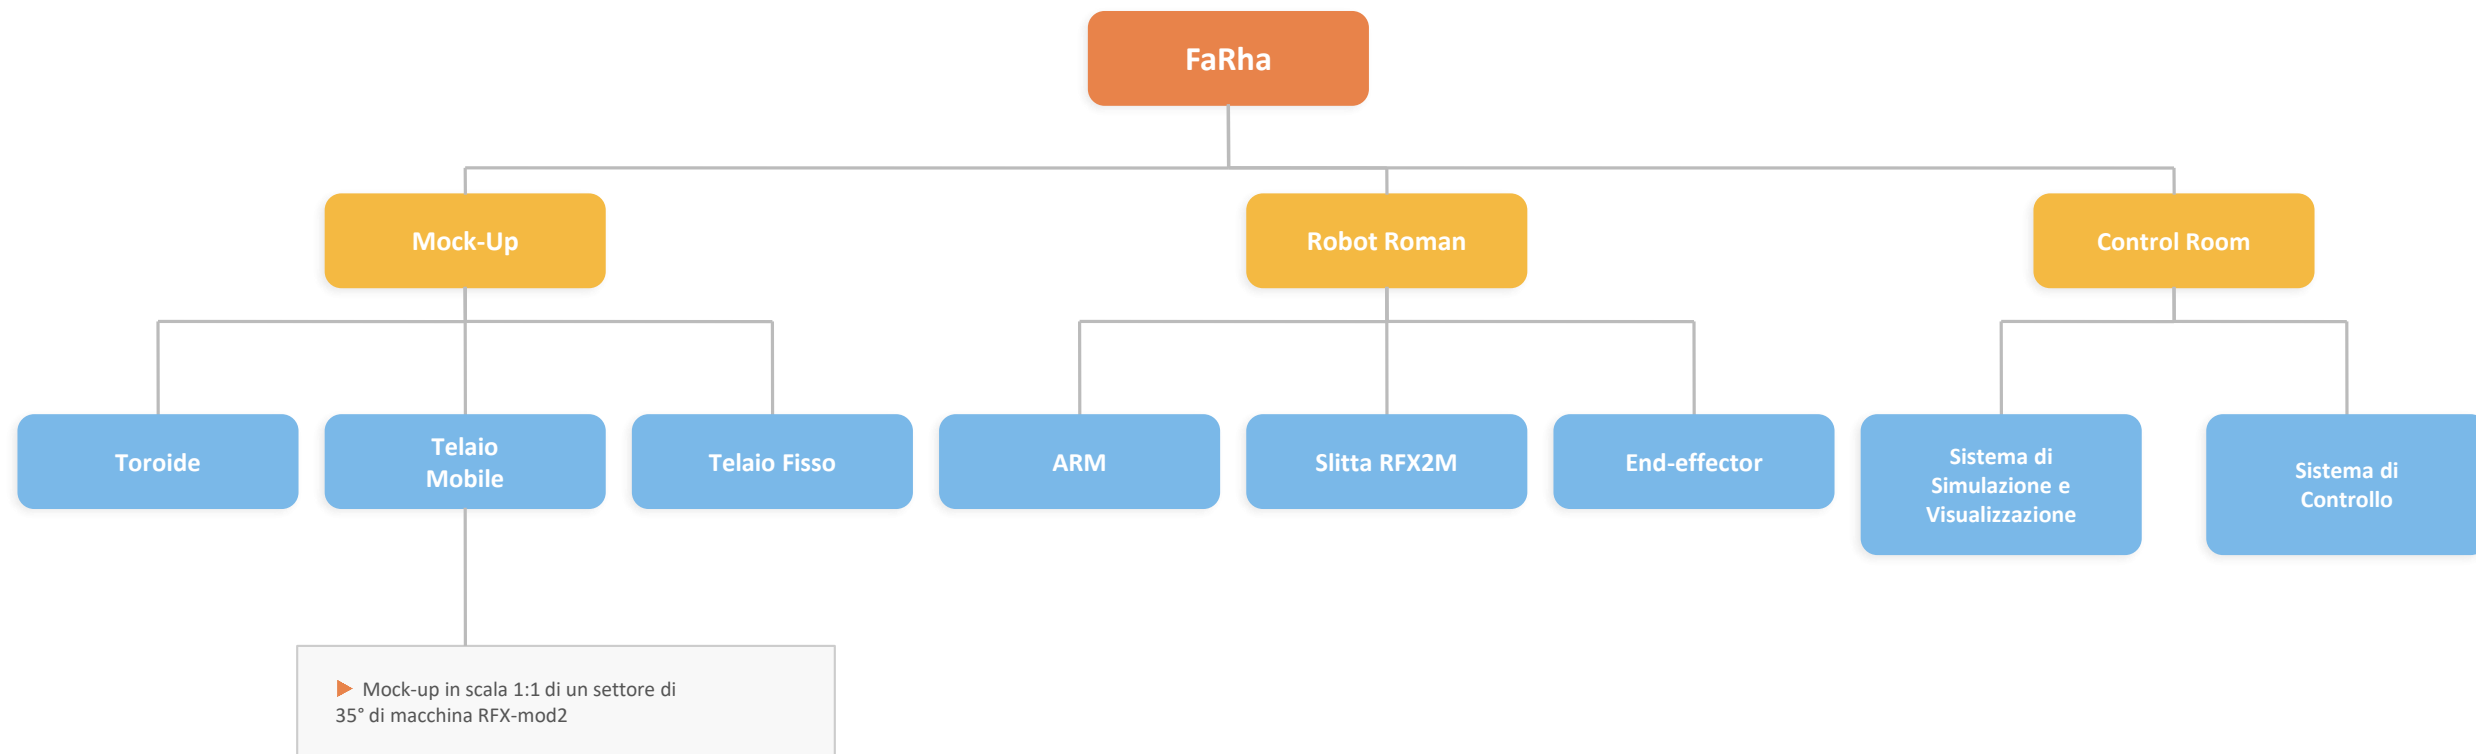 FaRha
Mock-Up
Robot Roman
Control Room
Toroide
Telaio
Mobile
Telaio Fisso
ARM
Slitta RFX2M
End-effector
Sistema di
Simulazione e
Visualizzazione
Sistema di
Controllo
Mock-up in scala 1:1 di un settore di
35° di macchina RFX-mod2